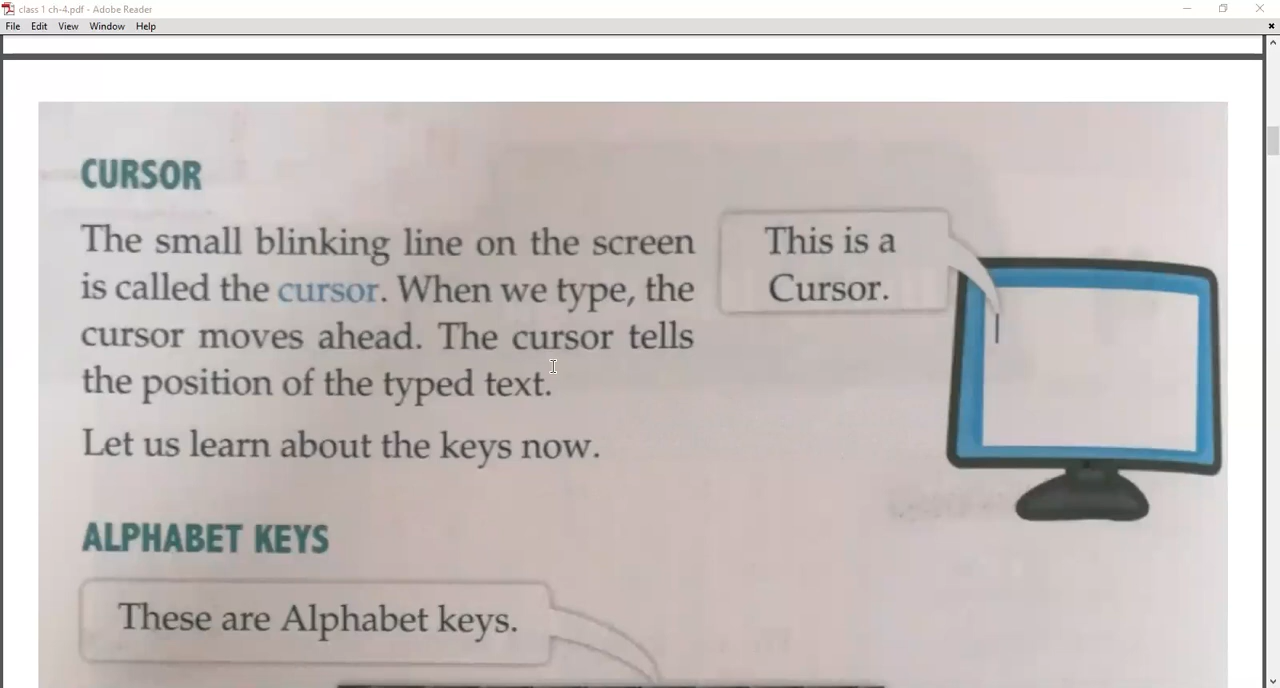 class 1 ch-4.pdf - Adobe Reader
File Edit View Window Help
CURSOR
The small blinking line on the screen
is called the cursor. When we type, the
cursor moves ahead. The cursor tells
the position of the typed text.
Let us learn about the keys now.
This is a
Cursor.
ALPHABET KEYS
These are Alphabet keys.